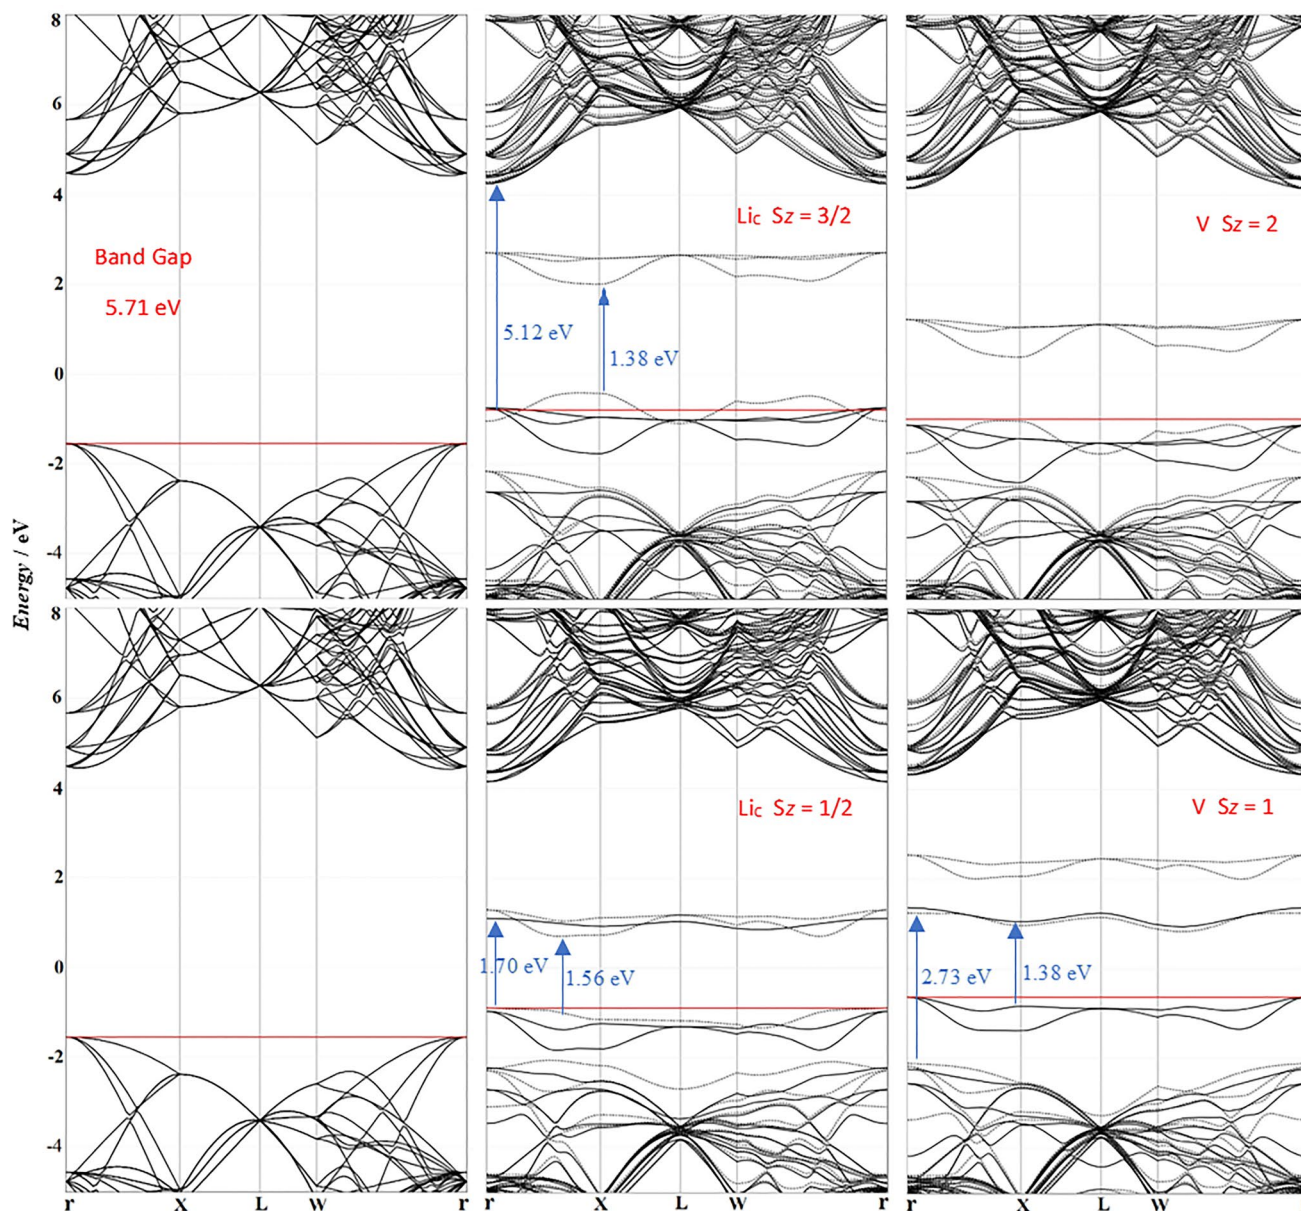 8
6
4
2
0
-2
-4
Energy / eV
Band Gap
5.71 eV
Lic Sz = 3/2
5.12 eV
1.38 eV
V Sz = 2
8
6
4
2
0
-2
-4
Lic Sz = 1/2
1.70 eV
1.56 eV
V Sz = 1
2.73 eV
1.38 eV
r X L W r X L W r X L W r